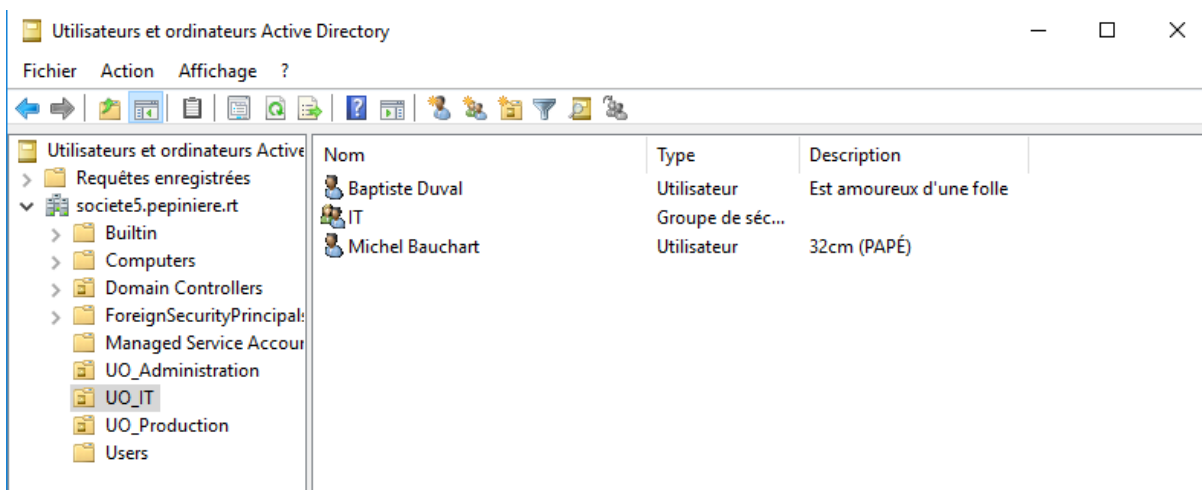 Utilisateurs et ordinateurs Active Directory
Fichier Action Affichage ?
Utilisateurs et ordinateurs Active
Requêtes enregistrées
societe5.pepiniere.rt
Builtin
Computers
Domain Controllers
ForeignSecurityPrincipal
Managed Service Accour
UO_Administration
UO_IT
UO_Production
Users
Nom Type Description
Baptiste Duval Utilisateur Est amoureux d'une folle
IT Groupe de séc...
Michel Bauchart Utilisateur 32cm (PAPÉ)